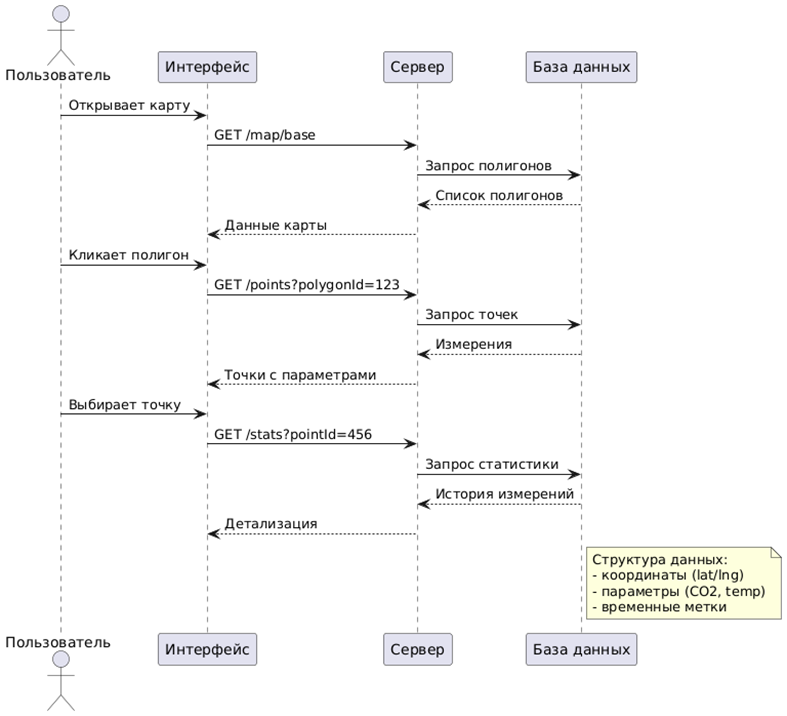 Пользователь
Интерфейс
Сервер
База данных
Открывает карту
GET /map/base
Запрос полигонов
Список полигонов
Данные карты
Кликает полигон
GET /points?polygonId=123
Запрос точек
Измерения
Точки с параметрами
Выбирает точку
GET /stats?pointId=456
Запрос статистики
История измерений
Детализация
Структура данных:
- координаты (lat/lng)
- параметры (CO2, temp)
- временные метки
Пользователь
Интерфейс
Сервер
База данных